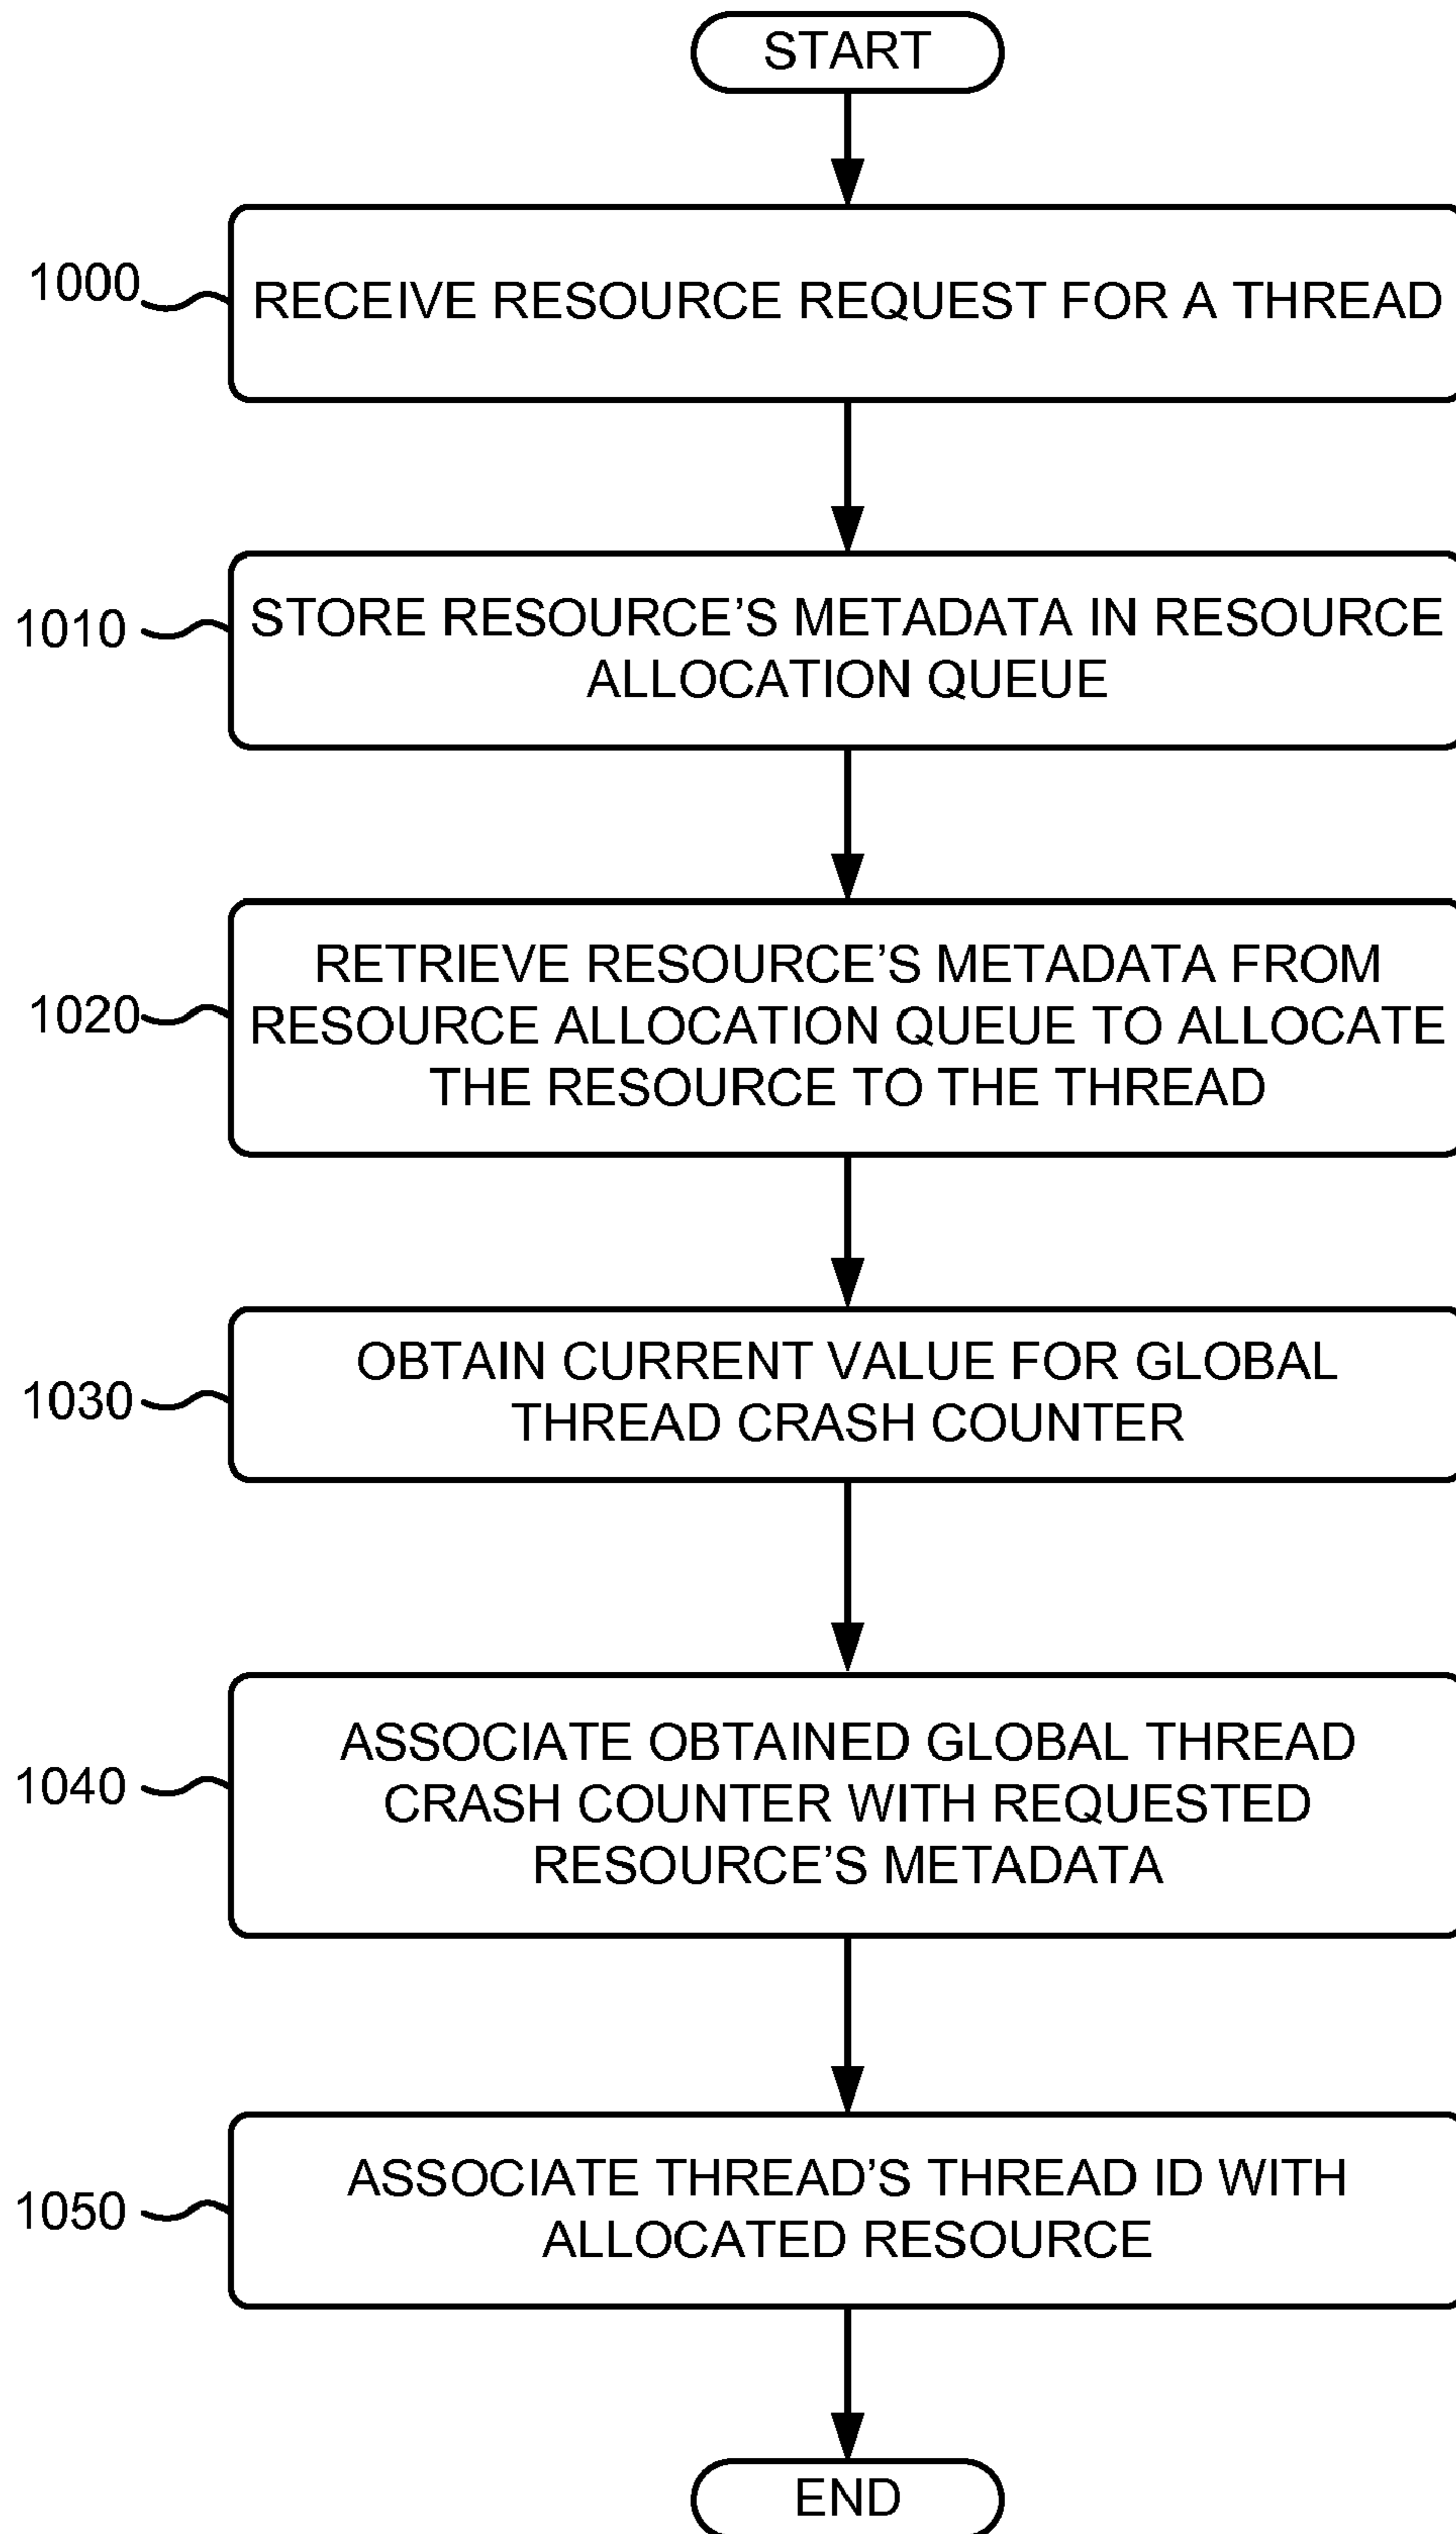 START
1000
RECEIVE RESOURCE REQUEST FOR A THREAD
1010
STORE RESOURCE’S METADATA IN RESOURCE
ALLOCATION QUEUE
1020
RETRIEVE RESOURCE’S METADATA FROM
RESOURCE ALLOCATION QUEUE TO ALLOCATE
THE RESOURCE TO THE THREAD
1030
OBTAIN CURRENT VALUE FOR GLOBAL
THREAD CRASH COUNTER
1040
ASSOCIATE OBTAINED GLOBAL THREAD
CRASH COUNTER WITH REQUESTED
RESOURCE’S METADATA
1050
ASSOCIATE THREAD’S THREAD ID WITH
ALLOCATED RESOURCE
END